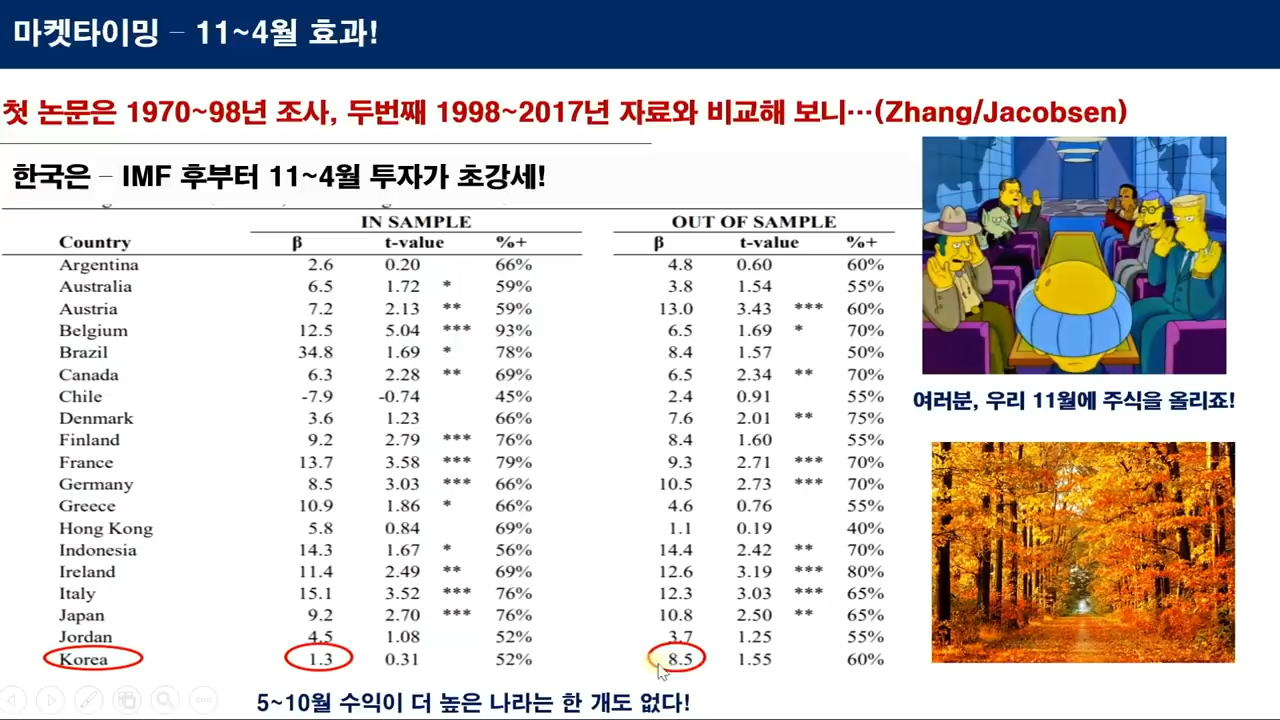 마켓타이밍 – 11~4월 효과!
첫 논문은 1970~98년 조사, 두번째 1998~2017년 자료와 비교해 보니…(Zhang/Jacobsen)
한국은 – IMF 후부터 11~4월 투자가 초강세!
IN SAMPLE OUT OF SAMPLE
Country β t-value %+ β t-value %+
Argentina 2.6 0.20 66% 4.8 0.60 60%
Australia 6.5 1.72 * 59% 3.8 1.54 55%
Austria 7.2 2.13 ** 59% 13.0 3.43 *** 60%
Belgium 12.5 5.04 *** 93% 6.5 1.69 * 70%
Brazil 34.8 1.69 * 78% 8.4 1.57 50%
Canada 6.3 2.28 ** 69% 6.5 2.34 ** 70%
Chile -7.9 -0.74 45% 2.4 0.91 55%
Denmark 3.6 1.23 66% 7.6 2.01 ** 75%
Finland 9.2 2.79 *** 76% 8.4 1.60 55%
France 13.7 3.58 *** 79% 9.3 2.71 *** 70%
Germany 8.5 3.03 *** 66% 10.5 2.73 *** 70%
Greece 10.9 1.86 * 66% 4.6 0.76 55%
Hong Kong 5.8 0.84 69% 1.1 0.19 40%
Indonesia 14.3 1.67 * 56% 14.4 2.42 ** 70%
Ireland 11.4 2.49 ** 69% 12.6 3.19 *** 80%
Italy 15.1 3.52 *** 76% 12.3 3.03 *** 65%
Japan 9.2 2.70 *** 76% 10.8 2.50 ** 65%
Jordan 4.5 1.08 52% 3.7 1.25 55%
Korea 1.3 0.31 52% 8.5 1.55 60%
여러분, 우리 11월에 주식을 올리죠!
5~10월 수익이 더 높은 나라는 한 개도 없다!